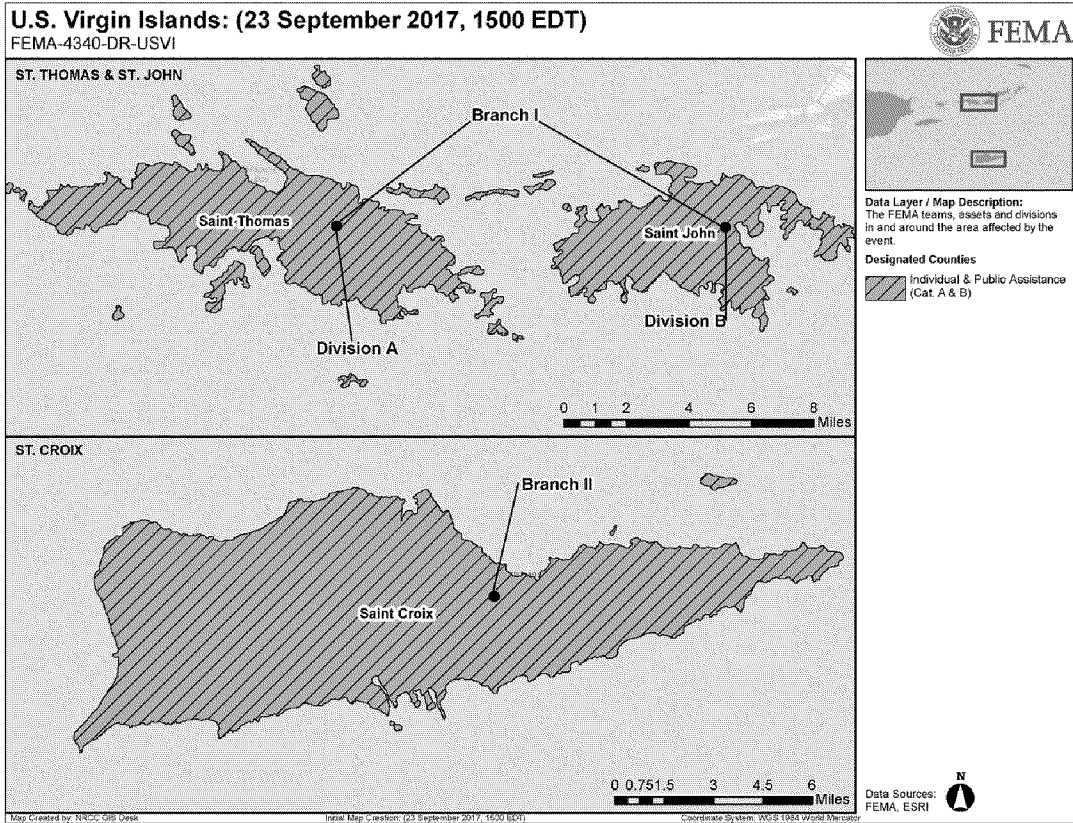 U.S. Virgin Islands: (23 September 2017, 1500 EDT)
FEMA-4340-DR-USVI
FEMA
ST. THOMAS & ST. JOHN
Branch I
Saint Thomas
Saint John
Division A
Division B
0 1 2 4 6 8
Miles
Data Layer / Map Description:
The FEMA teams, assets and divisions
in and around the area affected by the
event.
Designated Counties
Individual & Public Assistance
(Cat. A & B)
ST. CROIX
Branch II
Saint Croix
0 0.751.5 3 4.5 6
Miles
N
Data Sources:
FEMA, ESRI
Map Created by: NRCC GIS Desk
Initial Map Creation: (23 September 2017, 1500 EDT)
Coordinate System: WGS 1984 World Mercator